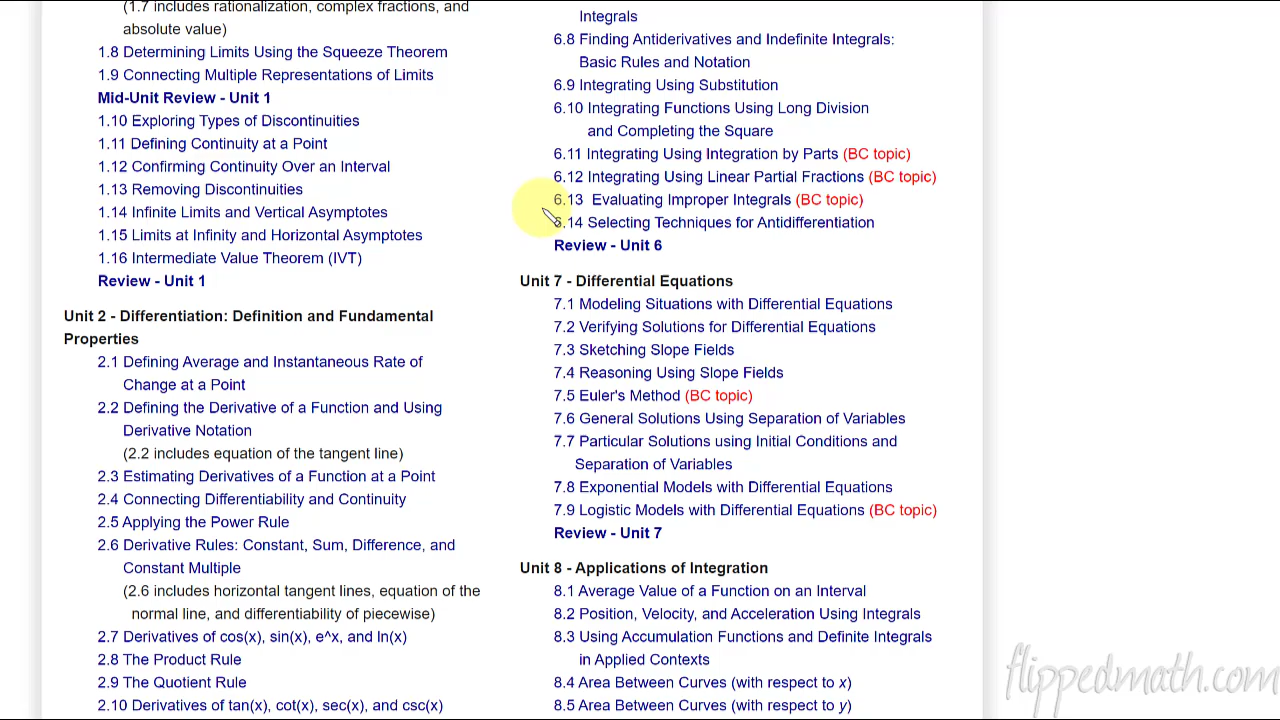 (1.7 includes rationalization, complex fractions, and
absolute value)
1.8 Determining Limits Using the Squeeze Theorem
1.9 Connecting Multiple Representations of Limits
Mid-Unit Review - Unit 1
1.10 Exploring Types of Discontinuities
1.11 Defining Continuity at a Point
1.12 Confirming Continuity Over an Interval
1.13 Removing Discontinuities
1.14 Infinite Limits and Vertical Asymptotes
1.15 Limits at Infinity and Horizontal Asymptotes
1.16 Intermediate Value Theorem (IVT)
Review - Unit 1
Unit 2 - Differentiation: Definition and Fundamental
Properties
2.1 Defining Average and Instantaneous Rate of
Change at a Point
2.2 Defining the Derivative of a Function and Using
Derivative Notation
(2.2 includes equation of the tangent line)
2.3 Estimating Derivatives of a Function at a Point
2.4 Connecting Differentiability and Continuity
2.5 Applying the Power Rule
2.6 Derivative Rules: Constant, Sum, Difference, and
Constant Multiple
(2.6 includes horizontal tangent lines, equation of the
normal line, and differentiability of piecewise)
2.7 Derivatives of cos(x), sin(x), e^x, and ln(x)
2.8 The Product Rule
2.9 The Quotient Rule
2.10 Derivatives of tan(x), cot(x), sec(x), and csc(x)
Integrals
6.8 Finding Antiderivatives and Indefinite Integrals:
Basic Rules and Notation
6.9 Integrating Using Substitution
6.10 Integrating Functions Using Long Division
and Completing the Square
6.11 Integrating Using Integration by Parts (BC topic)
6.12 Integrating Using Linear Partial Fractions (BC topic)
6.13 Evaluating Improper Integrals (BC topic)
6.14 Selecting Techniques for Antidifferentiation
Review - Unit 6
Unit 7 - Differential Equations
7.1 Modeling Situations with Differential Equations
7.2 Verifying Solutions for Differential Equations
7.3 Sketching Slope Fields
7.4 Reasoning Using Slope Fields
7.5 Euler's Method (BC topic)
7.6 General Solutions Using Separation of Variables
7.7 Particular Solutions using Initial Conditions and
Separation of Variables
7.8 Exponential Models with Differential Equations
7.9 Logistic Models with Differential Equations (BC topic)
Review - Unit 7
Unit 8 - Applications of Integration
8.1 Average Value of a Function on an Interval
8.2 Position, Velocity, and Acceleration Using Integrals
8.3 Using Accumulation Functions and Definite Integrals
in Applied Contexts
8.4 Area Between Curves (with respect to x)
8.5 Area Between Curves (with respect to y)
flippedmath.com